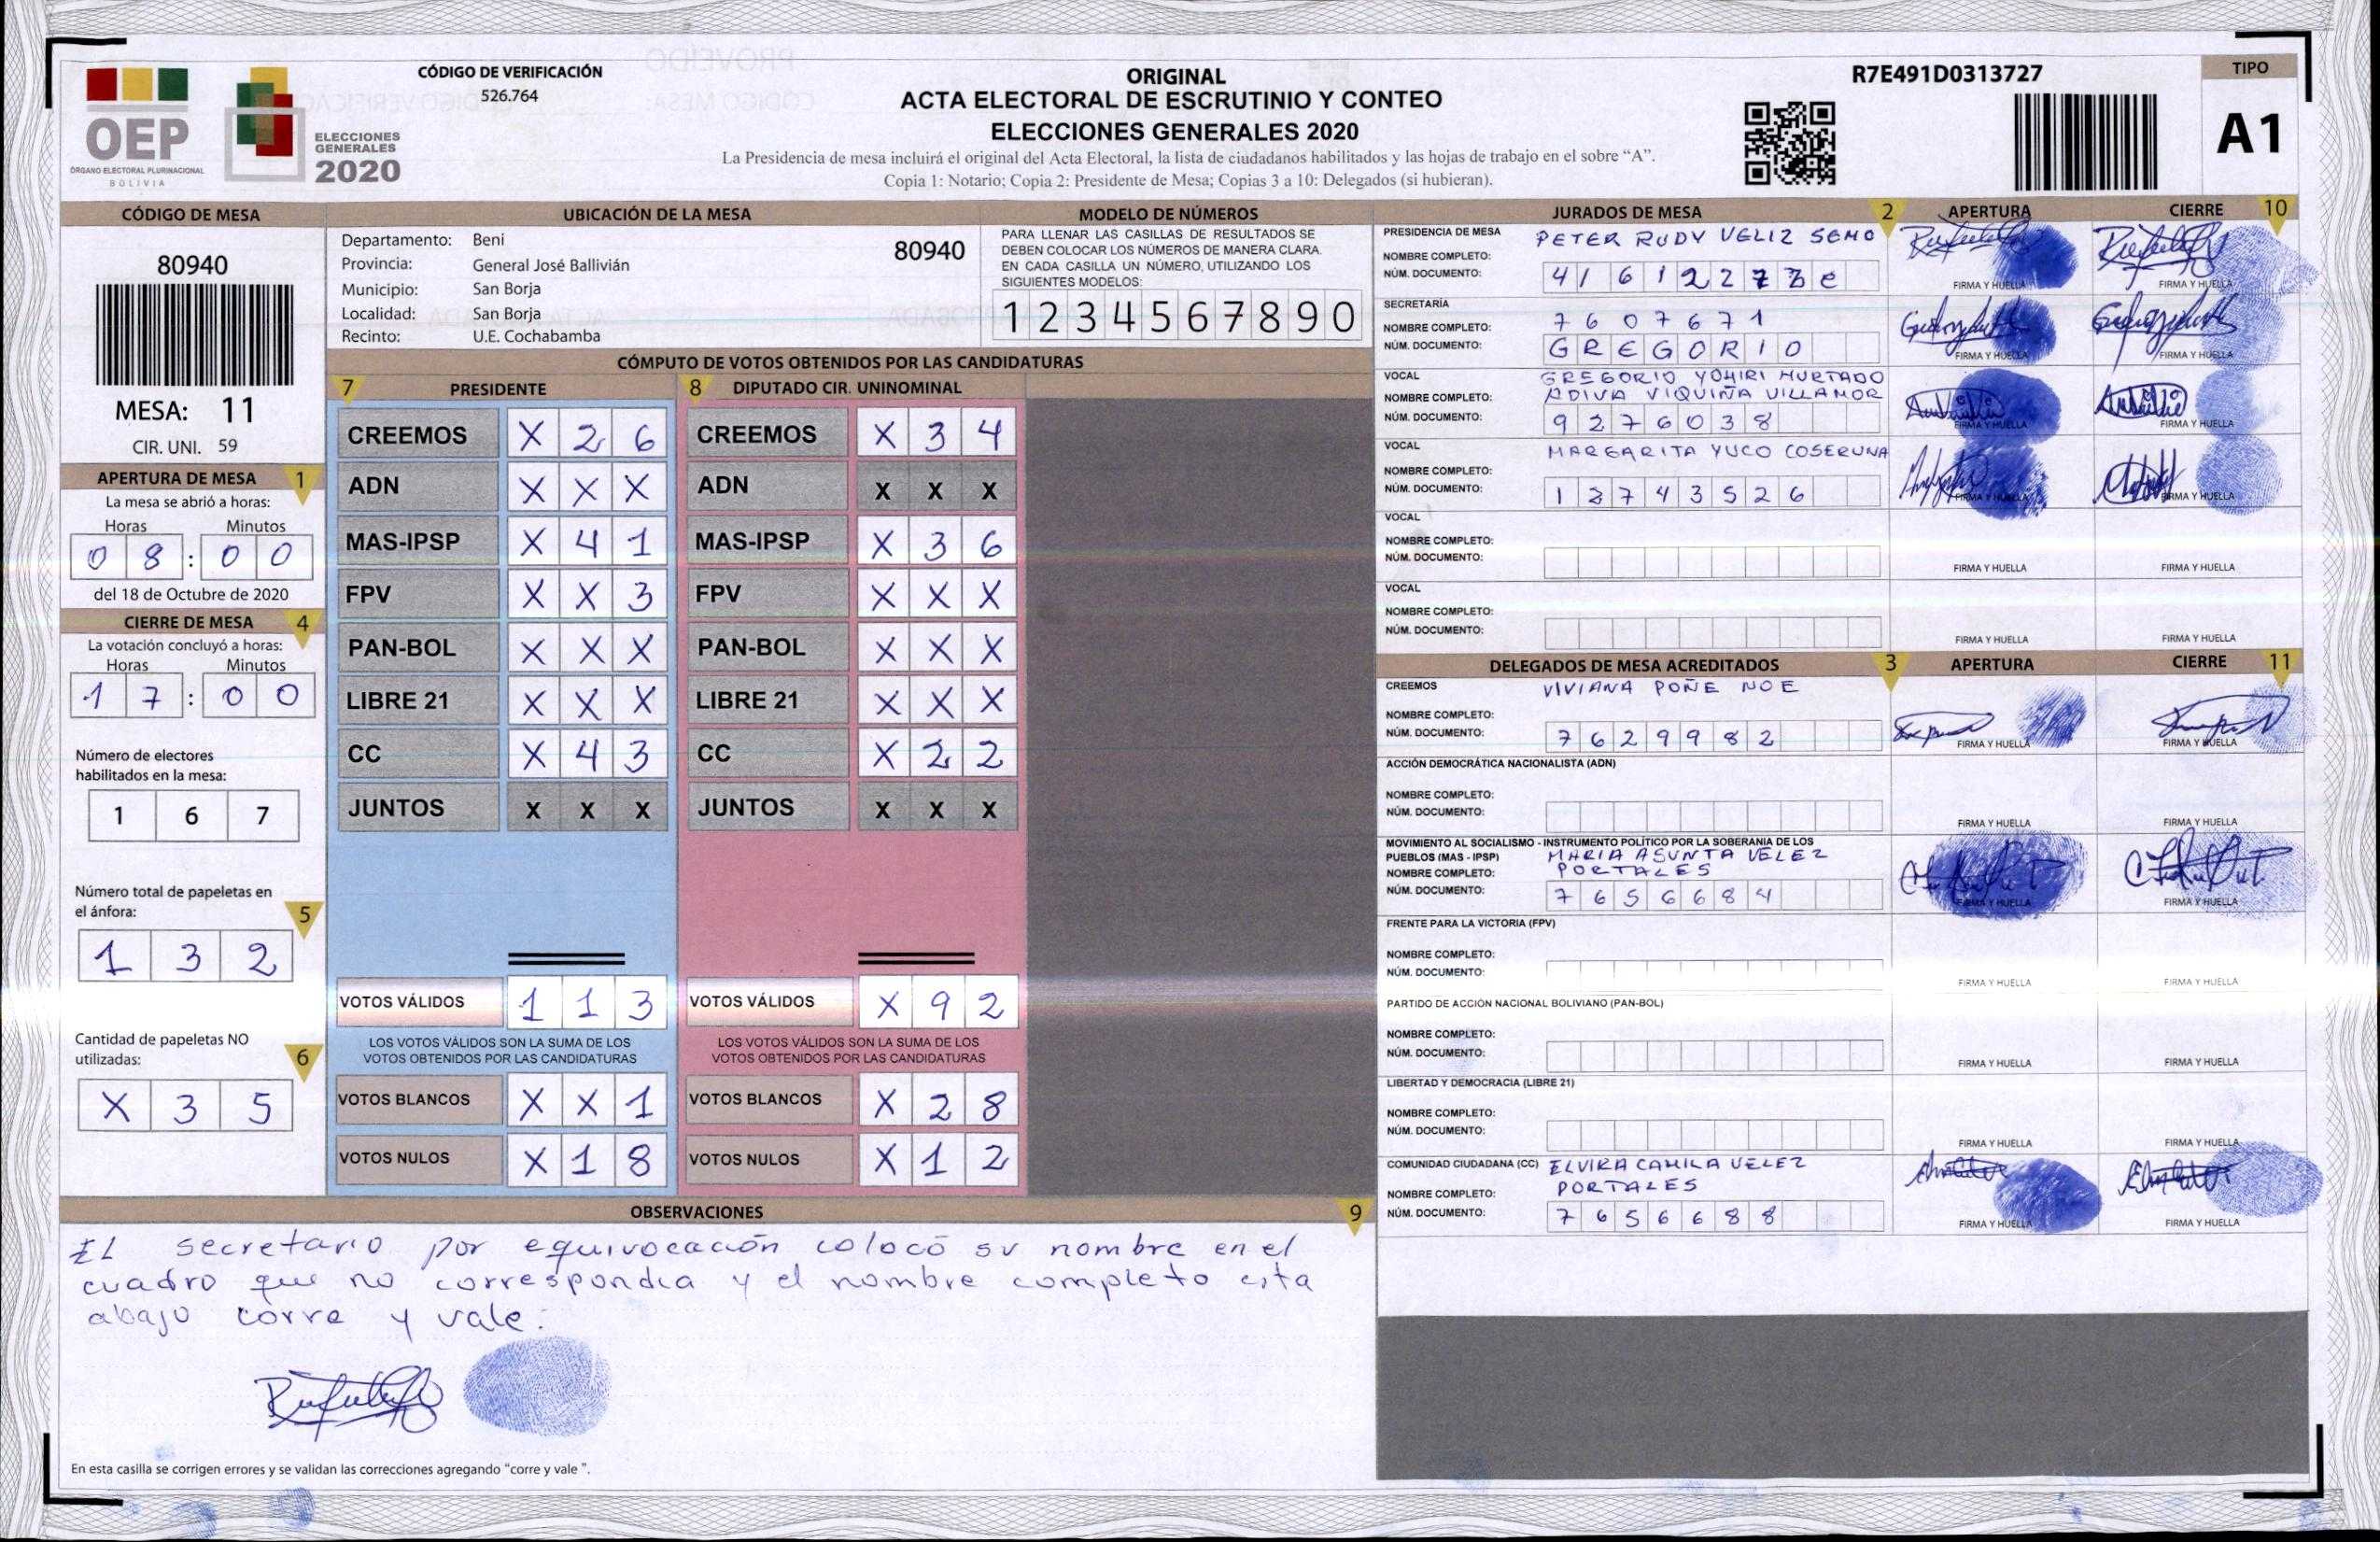 OEP
ÓRGANO ELECTORAL PLURINACIONAL
BOLIVIA
ELECCIONES
GENERALES
2020
CÓDIGO DE VERIFICACIÓN
526.764
ORIGINAL
ACTA ELECTORAL DE ESCRUTINIO Y CONTEO
ELECCIONES GENERALES 2020
La Presidencia de mesa incluirá el original del Acta Electoral, la lista de ciudadanos habilitados y las hojas de trabajo en el sobre “A”.
Copia 1: Notario; Copia 2: Presidente de Mesa; Copias 3 a 10: Delegados (si hubieran).
R7E491D0313727
TIPO
A1
CÓDIGO DE MESA
80940
MESA: 11
CIR. UNI. 59
APERTURA DE MESA 1
La mesa se abrió a horas:
Horas Minutos
0 8 : 0 0
del 18 de Octubre de 2020
CIERRE DE MESA 4
La votación concluyó a horas:
Horas Minutos
1 7 : 0 0
Número de electores
habilitados en la mesa:
1 6 7
Número total de papeletas en
el ánfora: 5
1 3 2
Cantidad de papeletas NO
utilizadas: 6
X 3 5
UBICACIÓN DE LA MESA
Departamento: Beni 80940
Provincia: General José Ballivián
Municipio: San Borja
Localidad: San Borja
Recinto: U.E. Cochabamba
MODELO DE NÚMEROS
PARA LLENAR LAS CASILLAS DE RESULTADOS SE
DEBEN COLOCAR LOS NÚMEROS DE MANERA CLARA.
EN CADA CASILLA UN NÚMERO, UTILIZANDO LOS
SIGUIENTES MODELOS:
1 2 3 4 5 6 7 8 9 0
CÓMPUTO DE VOTOS OBTENIDOS POR LAS CANDIDATURAS
7 PRESIDENTE 8 DIPUTADO CIR. UNINOMINAL
CREEMOS X 2 6 CREEMOS X 3 4
ADN X X X ADN X X X
MAS-IPSP X 4 1 MAS-IPSP X 3 6
FPV X X 3 FPV X X X
PAN-BOL X X X PAN-BOL X X X
LIBRE 21 X X X LIBRE 21 X X X
CC X 4 3 CC X 2 2
JUNTOS X X X JUNTOS X X X
VOTOS VÁLIDOS 1 1 3 VOTOS VÁLIDOS X 9 2
LOS VOTOS VÁLIDOS SON LA SUMA DE LOS LOS VOTOS VÁLIDOS SON LA SUMA DE LOS
VOTOS OBTENIDOS POR LAS CANDIDATURAS VOTOS OBTENIDOS POR LAS CANDIDATURAS
VOTOS BLANCOS X X 1 VOTOS BLANCOS X 2 8
VOTOS NULOS X 1 8 VOTOS NULOS X 1 2
OBSERVACIONES 9
EL secretario por equivocación colocó su nombre en el
cuadro que no correspondia y el nombre completo esta
abajo corre y vale.
En esta casilla se corrigen errores y se validan las correcciones agregando “corre y vale ”.
JURADOS DE MESA 2 APERTURA CIERRE 10
PRESIDENCIA DE MESA PETER RUDY VELIZ SEMO
NOMBRE COMPLETO:
NÚM. DOCUMENTO:
FIRMA Y HUELLA FIRMA Y HUELLA
SECRETARÍA
NOMBRE COMPLETO: 7 6 0 7 6 7 1
NÚM. DOCUMENTO: G R E G O R I O
FIRMA Y HUELLA FIRMA Y HUELLA
VOCAL GREGORIO YOHIRI HURTADO
NOMBRE COMPLETO: ADIVA VIQUIÑA VILLAMOR
NÚM. DOCUMENTO: 9 2 7 6 0 3 8
FIRMA Y HUELLA FIRMA Y HUELLA
VOCAL MARGARITA YUCO COSERUNA
NOMBRE COMPLETO:
NÚM. DOCUMENTO: 1 2 7 4 3 5 2 6
FIRMA Y HUELLA FIRMA Y HUELLA
VOCAL
NOMBRE COMPLETO:
NÚM. DOCUMENTO:
FIRMA Y HUELLA FIRMA Y HUELLA
VOCAL
NOMBRE COMPLETO:
NÚM. DOCUMENTO:
FIRMA Y HUELLA FIRMA Y HUELLA
DELEGADOS DE MESA ACREDITADOS 3 APERTURA CIERRE 11
CREEMOS VIVIANA POÑE NOE
NOMBRE COMPLETO:
NÚM. DOCUMENTO: 7 6 2 9 9 8 2
FIRMA Y HUELLA FIRMA Y HUELLA
ACCIÓN DEMOCRÁTICA NACIONALISTA (ADN)
NOMBRE COMPLETO:
NÚM. DOCUMENTO:
FIRMA Y HUELLA FIRMA Y HUELLA
MOVIMIENTO AL SOCIALISMO - INSTRUMENTO POLÍTICO POR LA SOBERANIA DE LOS
PUEBLOS (MAS - IPSP) MARIA ASUNTA VELEZ
NOMBRE COMPLETO: PORTALES
NÚM. DOCUMENTO: 7 6 5 6 6 8 4
FIRMA Y HUELLA FIRMA Y HUELLA
FRENTE PARA LA VICTORIA (FPV)
NOMBRE COMPLETO:
NÚM. DOCUMENTO:
FIRMA Y HUELLA FIRMA Y HUELLA
PARTIDO DE ACCIÓN NACIONAL BOLIVIANO (PAN-BOL)
NOMBRE COMPLETO:
NÚM. DOCUMENTO:
FIRMA Y HUELLA FIRMA Y HUELLA
LIBERTAD Y DEMOCRACIA (LIBRE 21)
NOMBRE COMPLETO:
NÚM. DOCUMENTO:
FIRMA Y HUELLA FIRMA Y HUELLA
COMUNIDAD CIUDADANA (CC) ELVIRA CAMILA VELEZ
NOMBRE COMPLETO: PORTALES
NÚM. DOCUMENTO: 7 6 5 6 6 8 8
FIRMA Y HUELLA FIRMA Y HUELLA